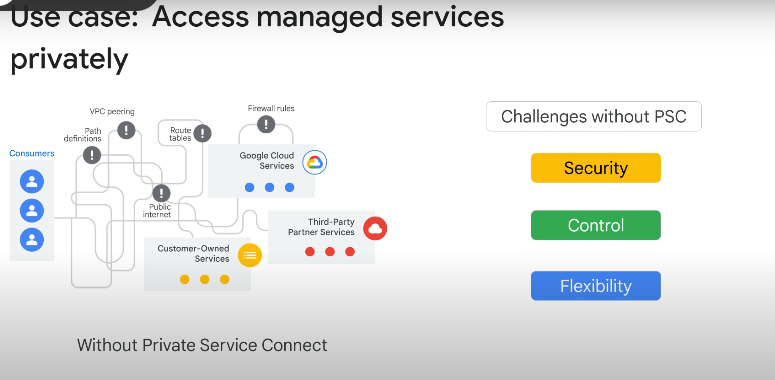 Use case: Access managed services
privately
VPC peering
Firewall rules
Path
definitions
Route
tables
Consumers
Google Cloud
Services
Public
internet
Third-Party
Partner Services
Customer-Owned
Services
Without Private Service Connect
Challenges without PSC
Security
Control
Flexibility